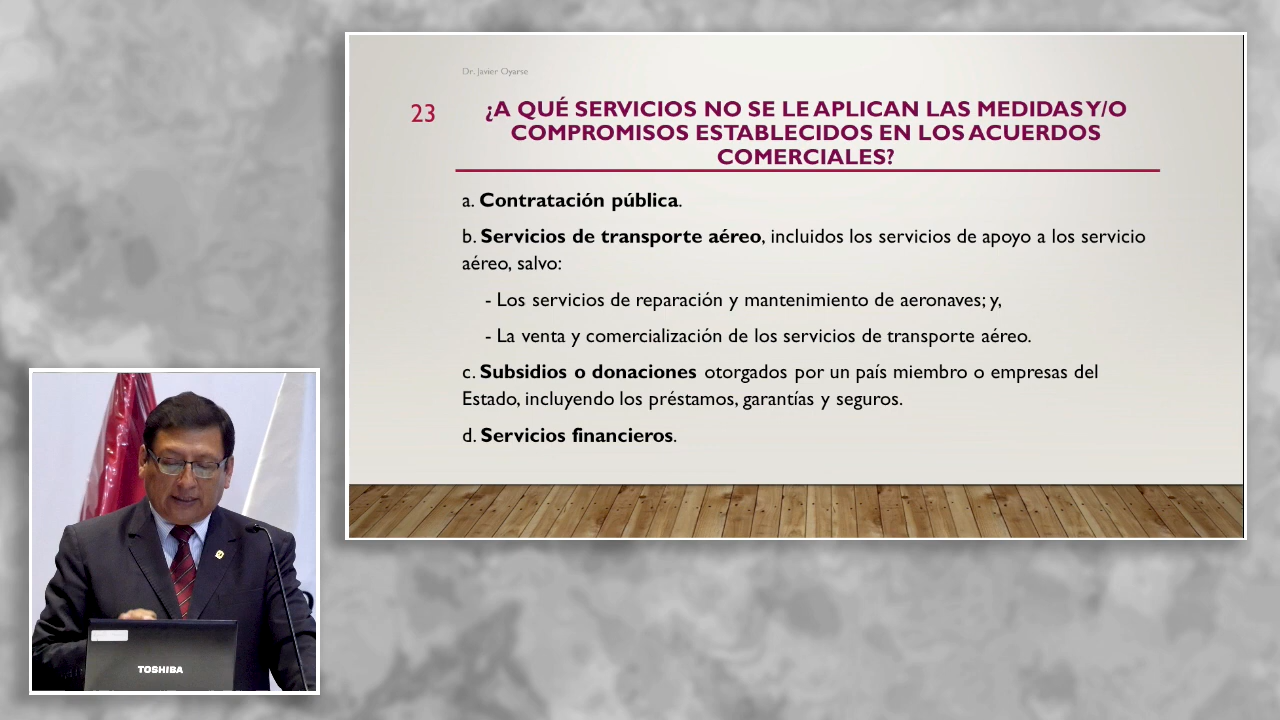 Dr. Javier Oyarse
23
¿A QUÉ SERVICIOS NO SE LE APLICAN LAS MEDIDAS Y/O
COMPROMISOS ESTABLECIDOS EN LOS ACUERDOS
COMERCIALES?
a. Contratación pública.
b. Servicios de transporte aéreo, incluidos los servicios de apoyo a los servicio
aéreo, salvo:
- Los servicios de reparación y mantenimiento de aeronaves; y,
- La venta y comercialización de los servicios de transporte aéreo.
c. Subsidios o donaciones otorgados por un país miembro o empresas del
Estado, incluyendo los préstamos, garantías y seguros.
d. Servicios financieros.
TOSHIBA